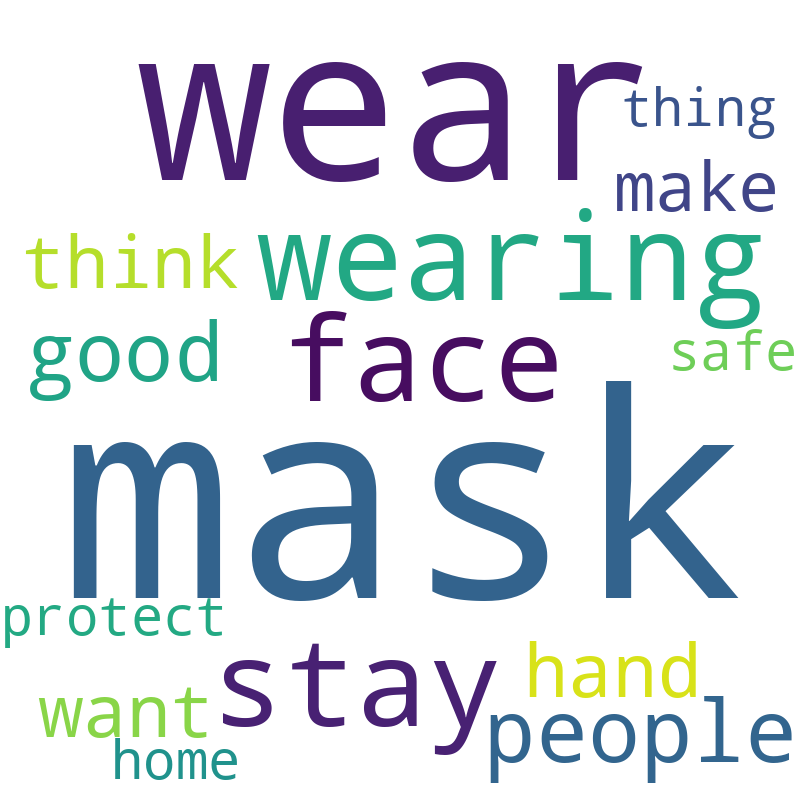 wear
thing
make
wearing
think
good
face
safe
mask
protect
stay
hand
want
people
home